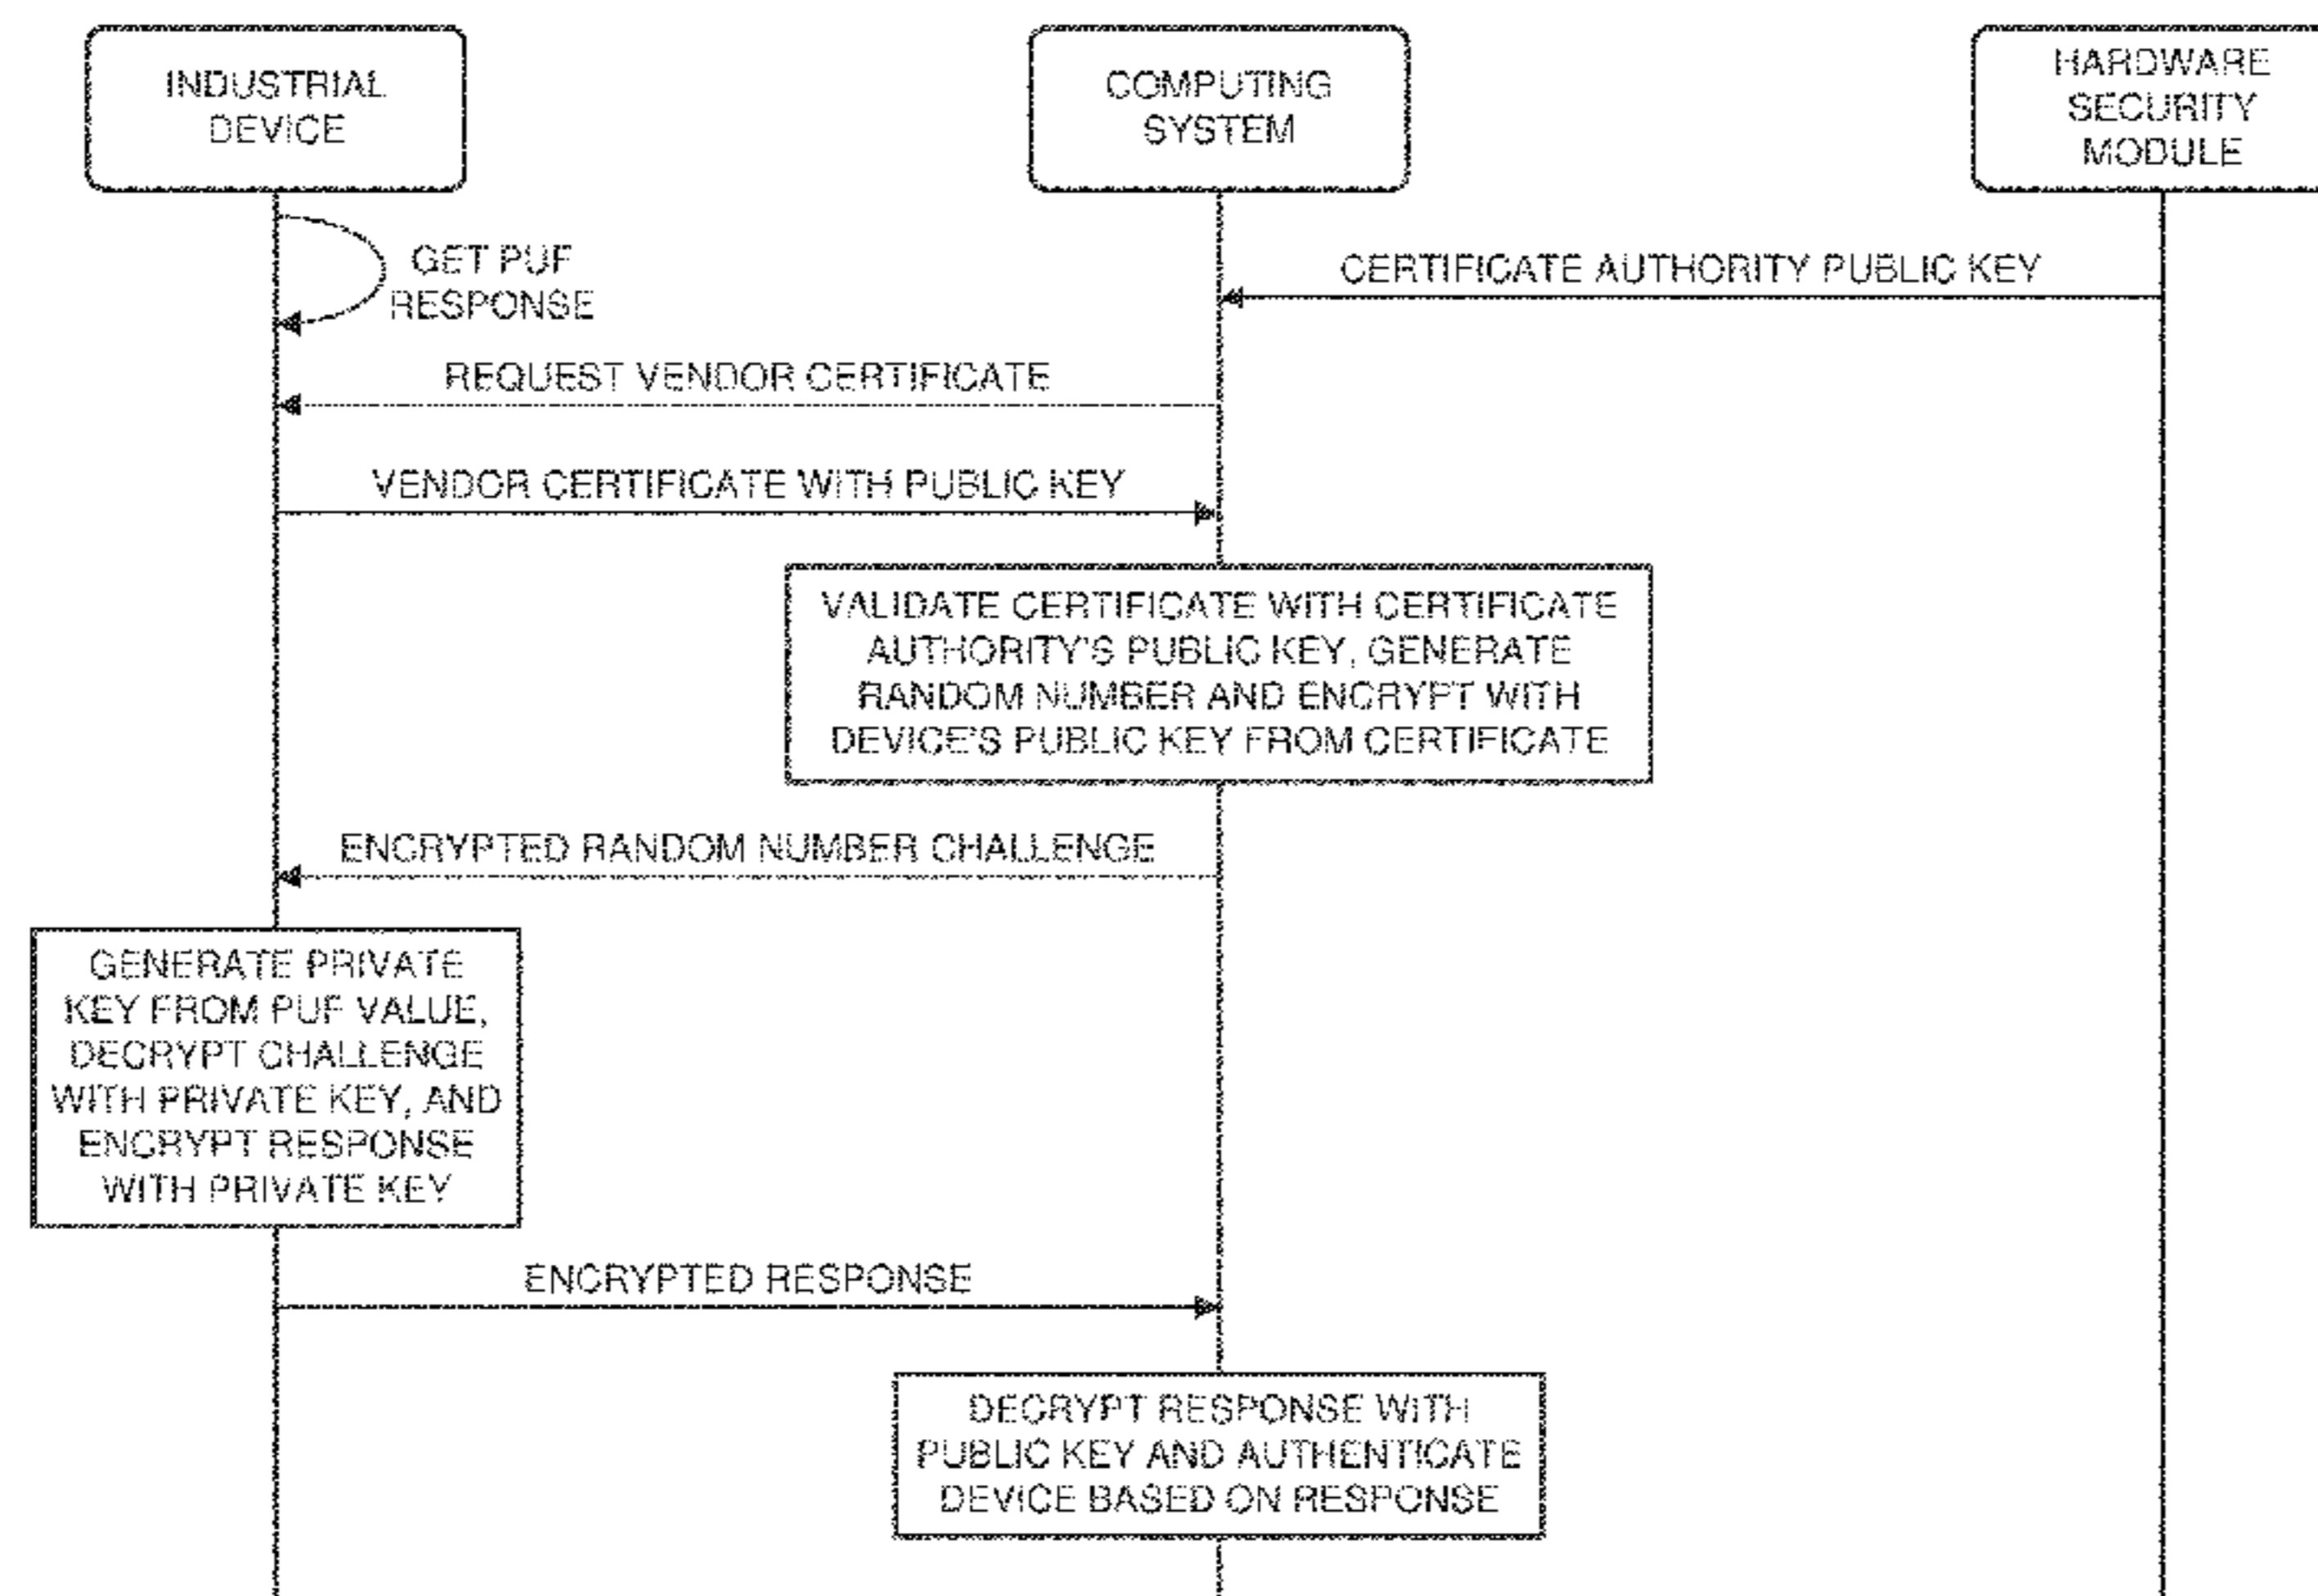 INDUSTRIAL
DEVICE
COMPUTING
SYSTEM
HARDWARE
SECURITY
MODULE
GET PUF
RESPONSE
CERTIFICATE AUTHORITY PUBLIC KEY
REQUEST VENDOR CERTIFICATE
VENDOR CERTIFICATE WITH PUBLIC KEY
VALIDATE CERTIFICATE WITH CERTIFICATE
AUTHORITY'S PUBLIC KEY, GENERATE
RANDOM NUMBER AND ENCRYPT WITH
DEVICE'S PUBLIC KEY FROM CERTIFICATE
ENCRYPTED RANDOM NUMBER CHALLENGE
GENERATE PRIVATE
KEY FROM PUF VALUE,
DECRYPT CHALLENGE
WITH PRIVATE KEY, AND
ENCRYPT RESPONSE
WITH PRIVATE KEY
ENCRYPTED RESPONSE
DECRYPT RESPONSE WITH
PUBLIC KEY AND AUTHENTICATE
DEVICE BASED ON RESPONSE